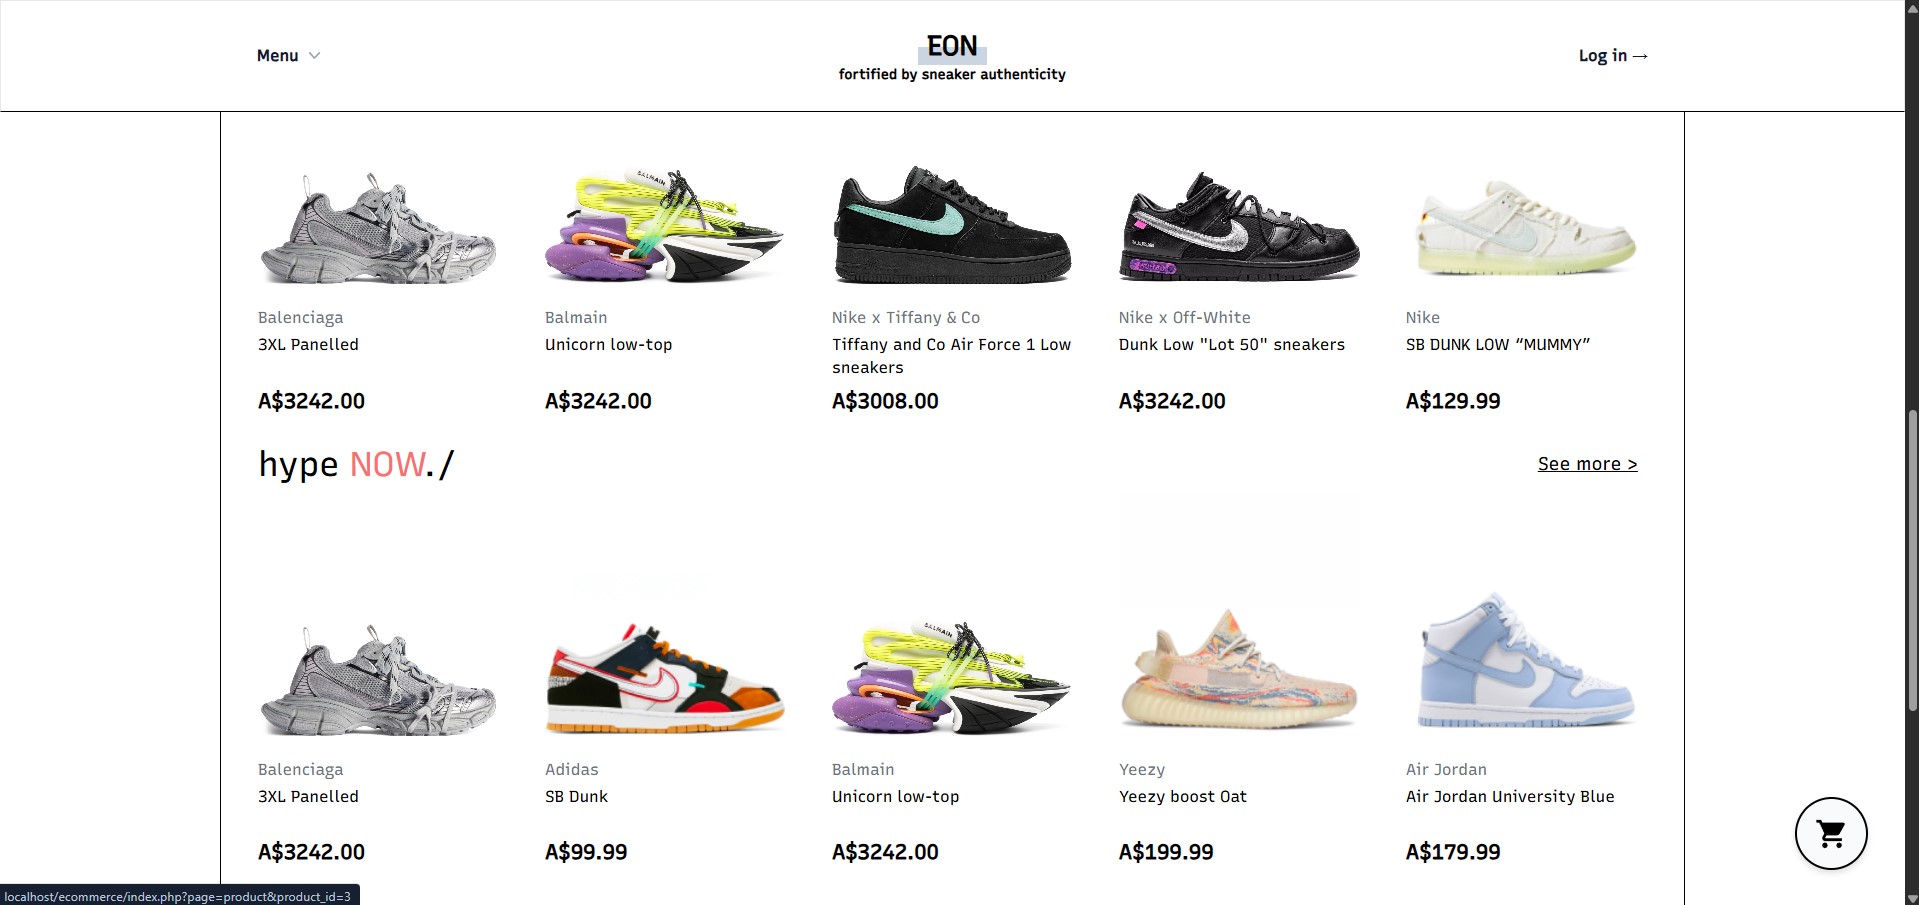 Menu
EON
fortified by sneaker authenticity
Log in →
BALMAIN
Balenciaga
3XL Panelled
A$3242.00
Balmain
Unicorn low-top
A$3242.00
Nike x Tiffany & Co
Tiffany and Co Air Force 1 Low
sneakers
A$3008.00
Nike x Off-White
Dunk Low "Lot 50" sneakers
A$3242.00
Nike
SB DUNK LOW “MUMMY”
A$129.99
hype NOW./
See more >
BALMAIN
Balenciaga
3XL Panelled
A$3242.00
Adidas
SB Dunk
A$99.99
Balmain
Unicorn low-top
A$3242.00
Yeezy
Yeezy boost Oat
A$199.99
Air Jordan
Air Jordan University Blue
A$179.99
localhost/ecommerce/index.php?page=product&product_id=3